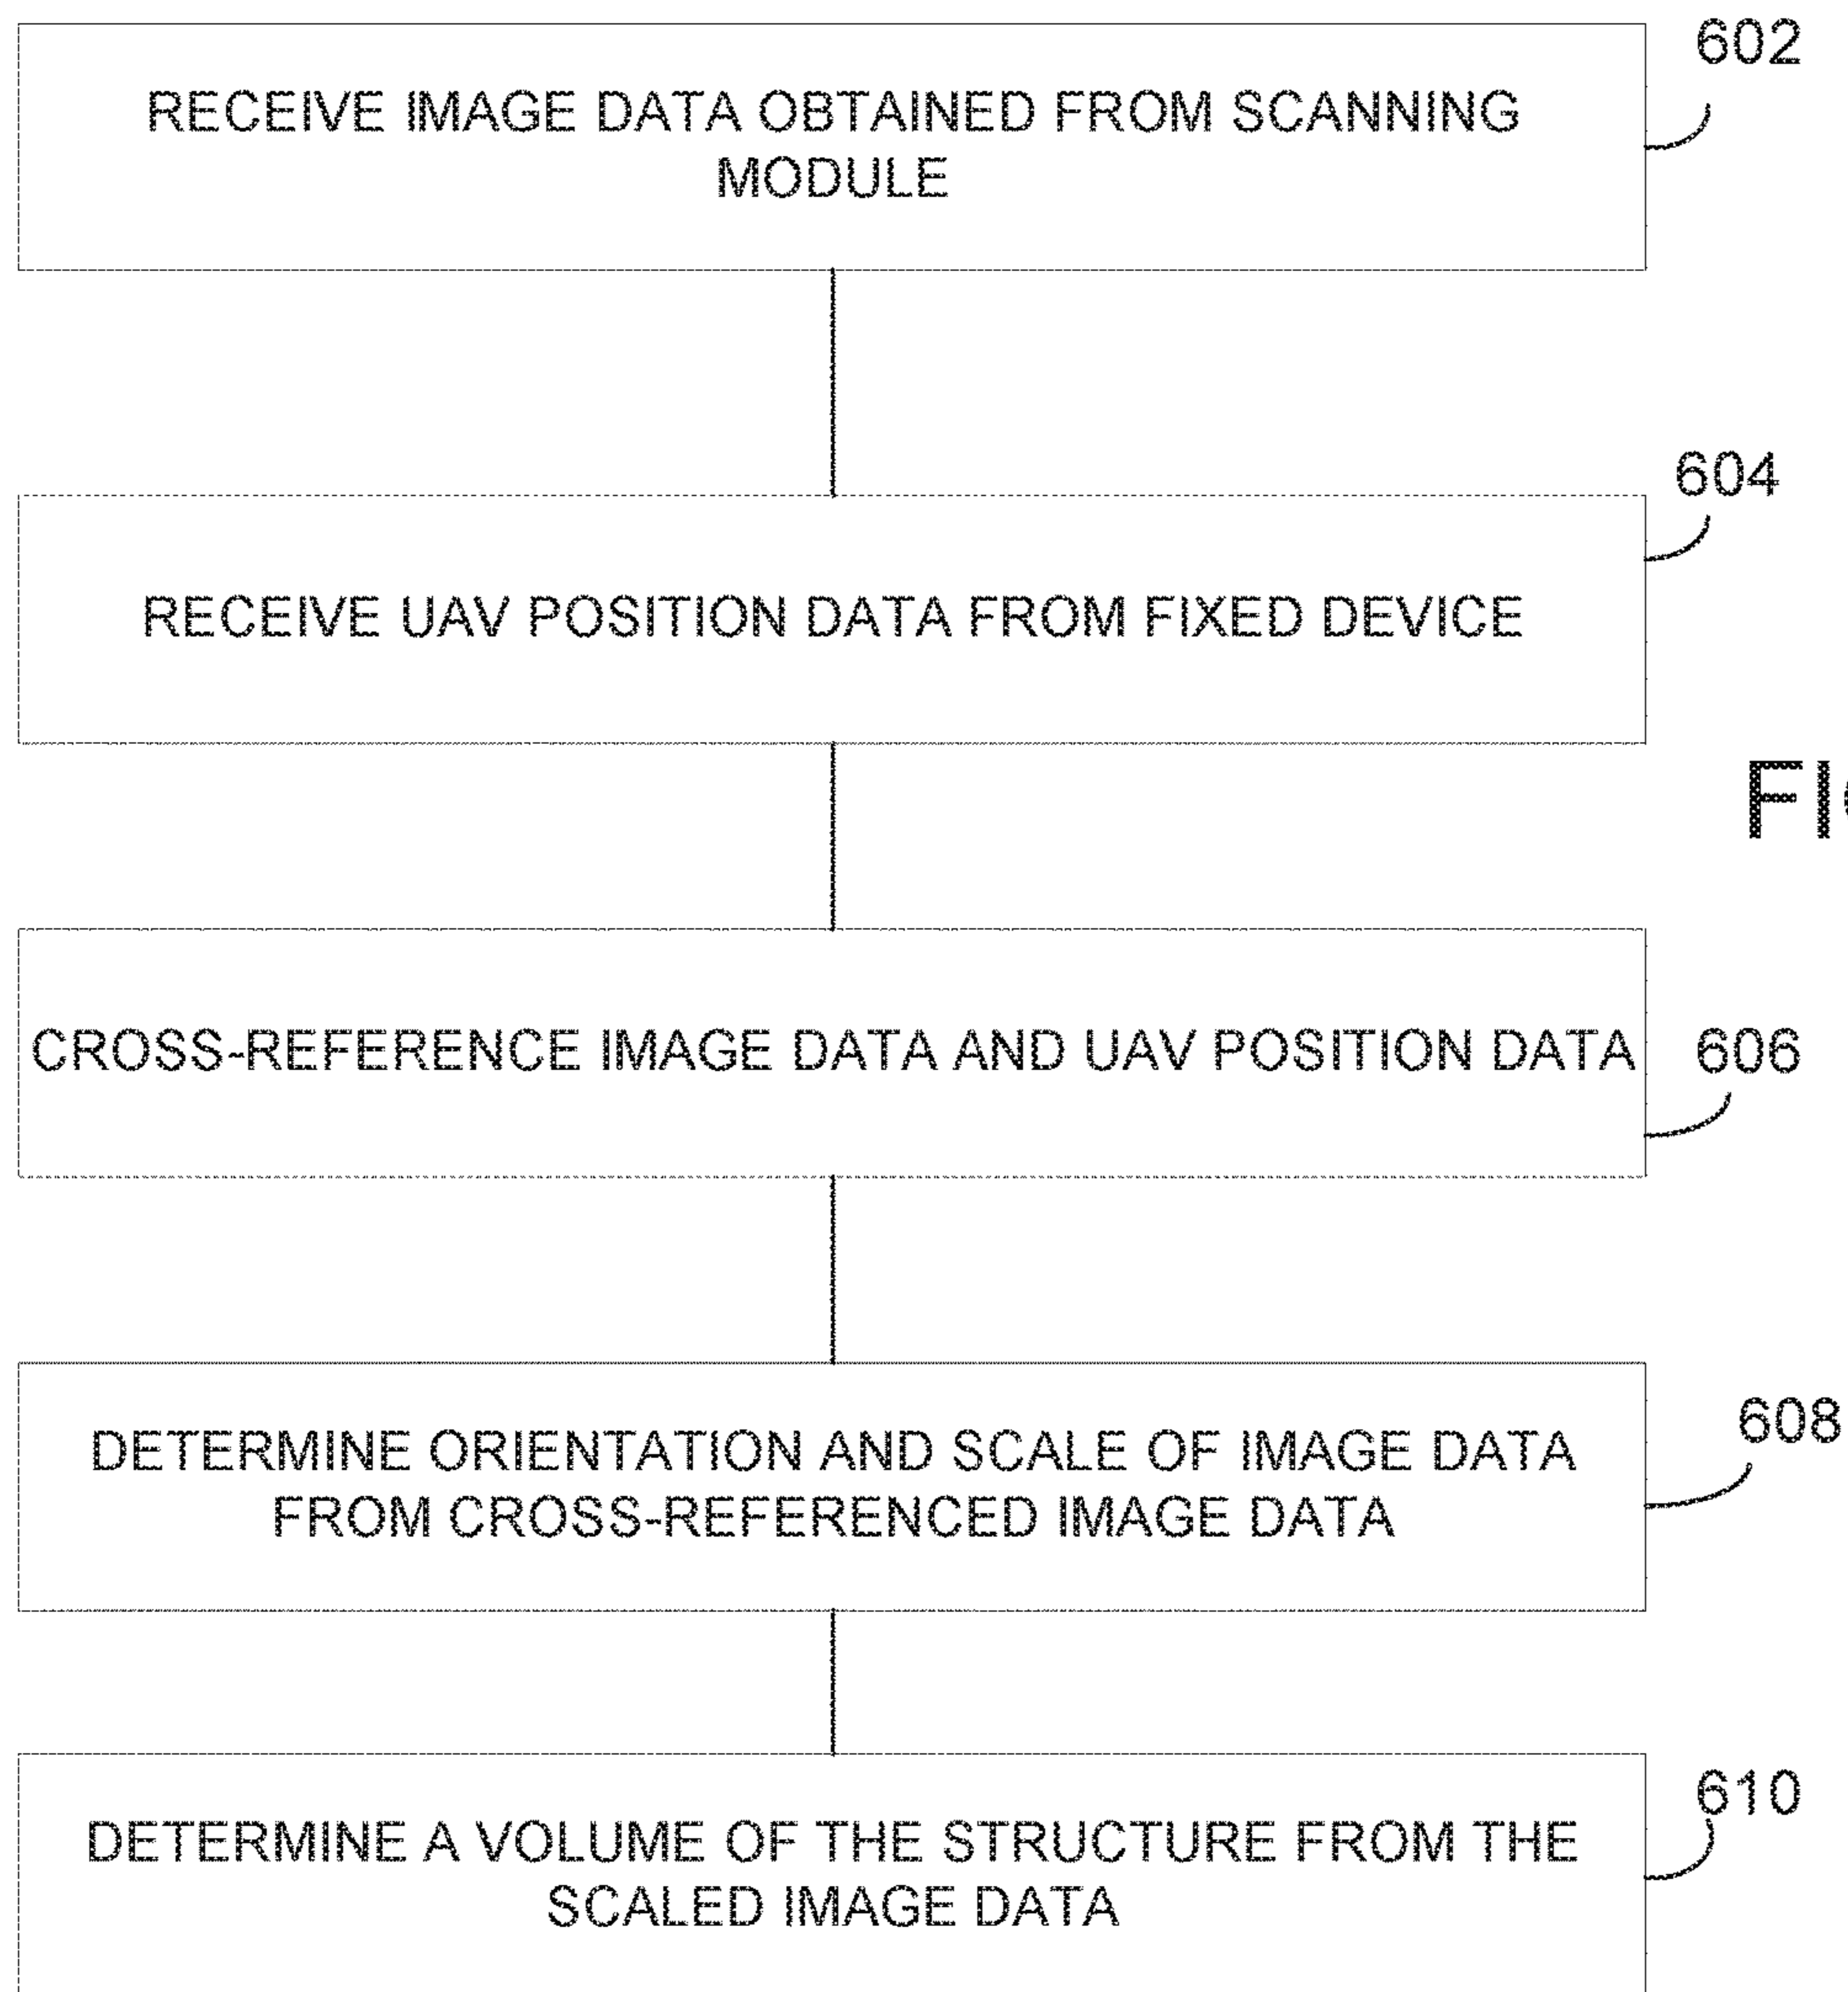 602
RECEIVE IMAGE DATA OBTAINED FROM SCANNING
MODULE
604
RECEIVE UAV POSITION DATA FROM FIXED DEVICE
FI
CROSS-REFERENCE IMAGE DATA AND UAV POSITION DATA
606
DETERMINE ORIENTATION AND SCALE OF IMAGE DATA
FROM CROSS-REFERENCED IMAGE DATA
608
DETERMINE A VOLUME OF THE STRUCTURE FROM THE
SCALED IMAGE DATA
610